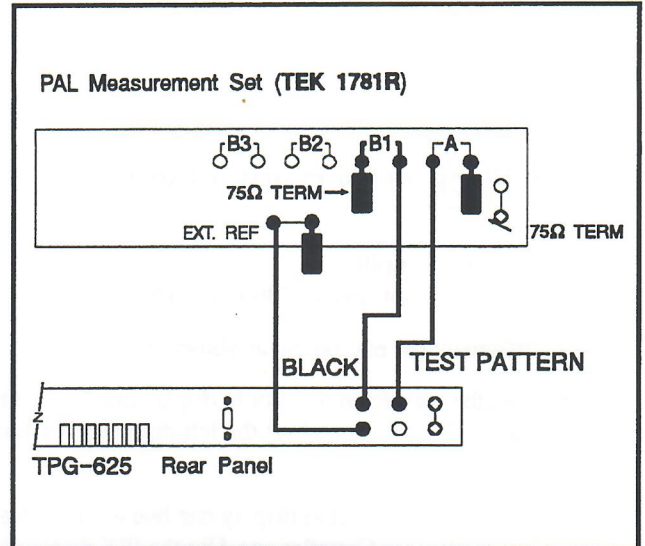 PAL Measurement Set (TEK 1781R)
B3 B2 B1 A
75Ω TERM
EXT. REF
75Ω TERM
BLACK
TEST PATTERN
N
TPG-625 Rear Panel